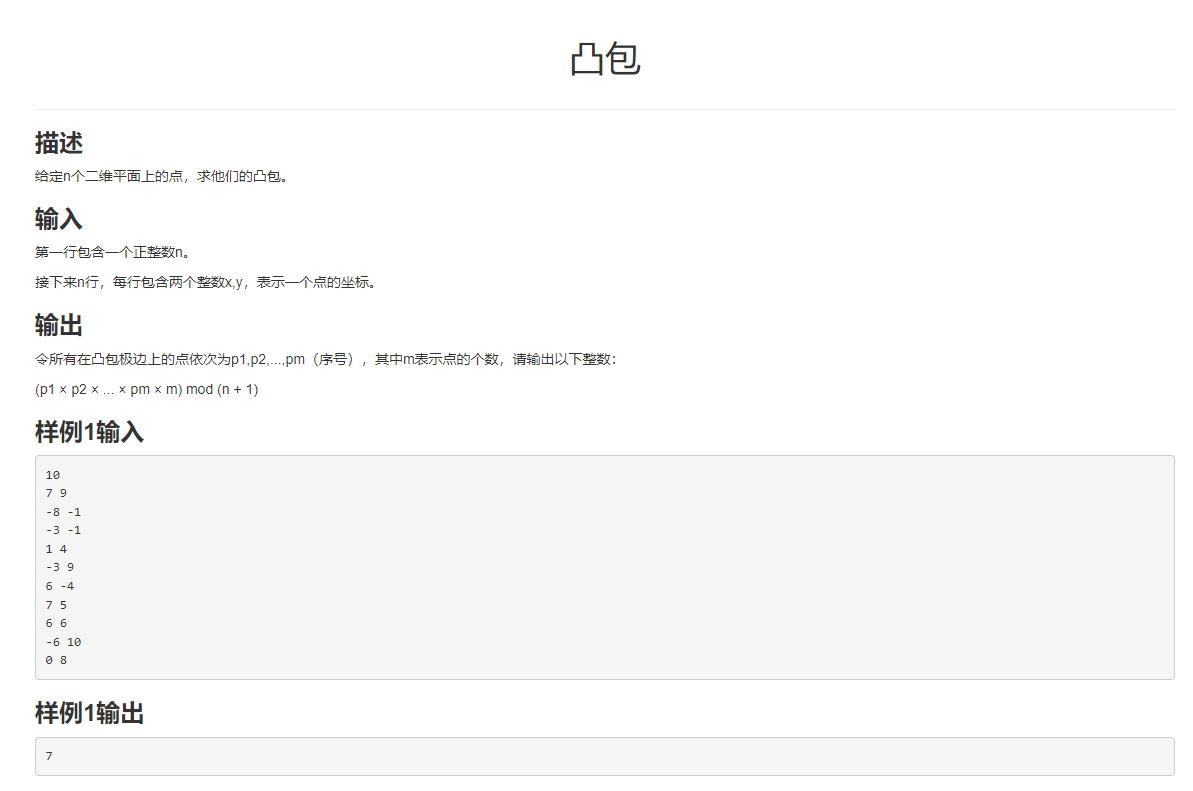 凸包
描述
给定n个二维平面上的点，求他们的凸包。
输入
第一行包含一个正整数n。
接下来n行，每行包含两个整数x,y，表示一个点的坐标。
输出
令所有在凸包极边上的点依次为p1,p2,...,pm（序号），其中m表示点的个数，请输出以下整数：
(p1 × p2 × ... × pm × m) mod (n + 1)
样例1输入
10
7 9
-8 -1
-3 -1
1 4
-3 9
6 -4
7 5
6 6
-6 10
0 8
样例1输出
7